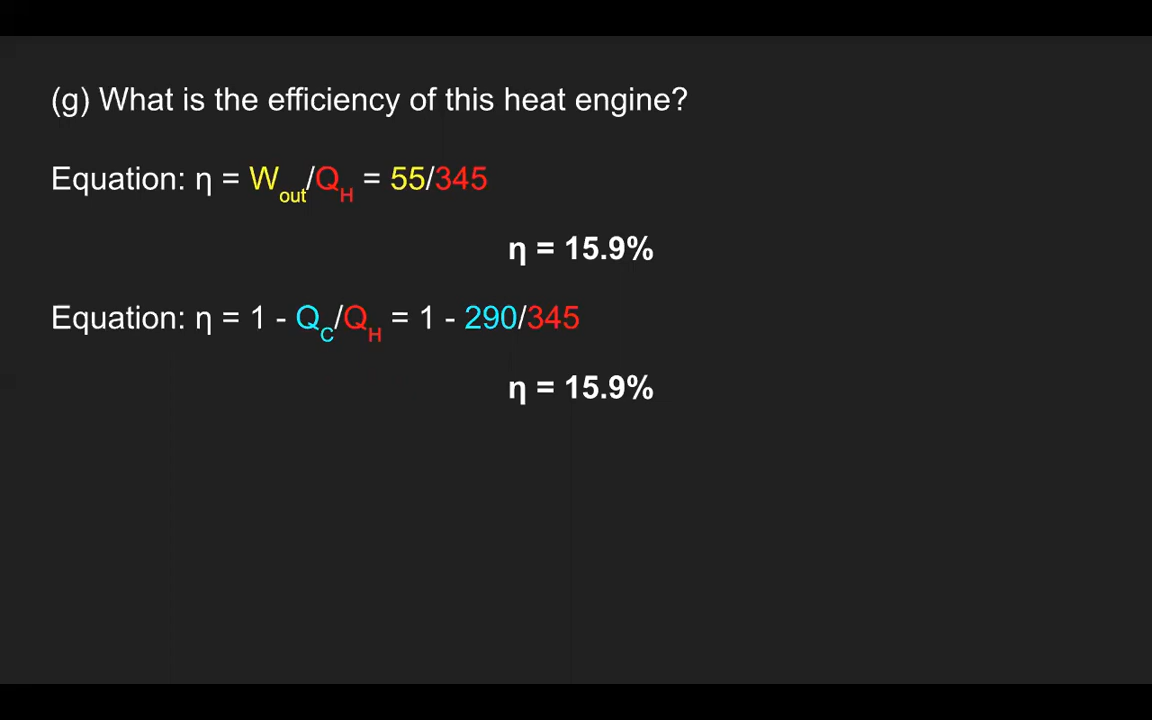 (g) What is the efficiency of this heat engine?
Equation: η = Wout/QH = 55/345
η = 15.9%
Equation: η = 1 - QC/QH = 1 - 290/345
η = 15.9%